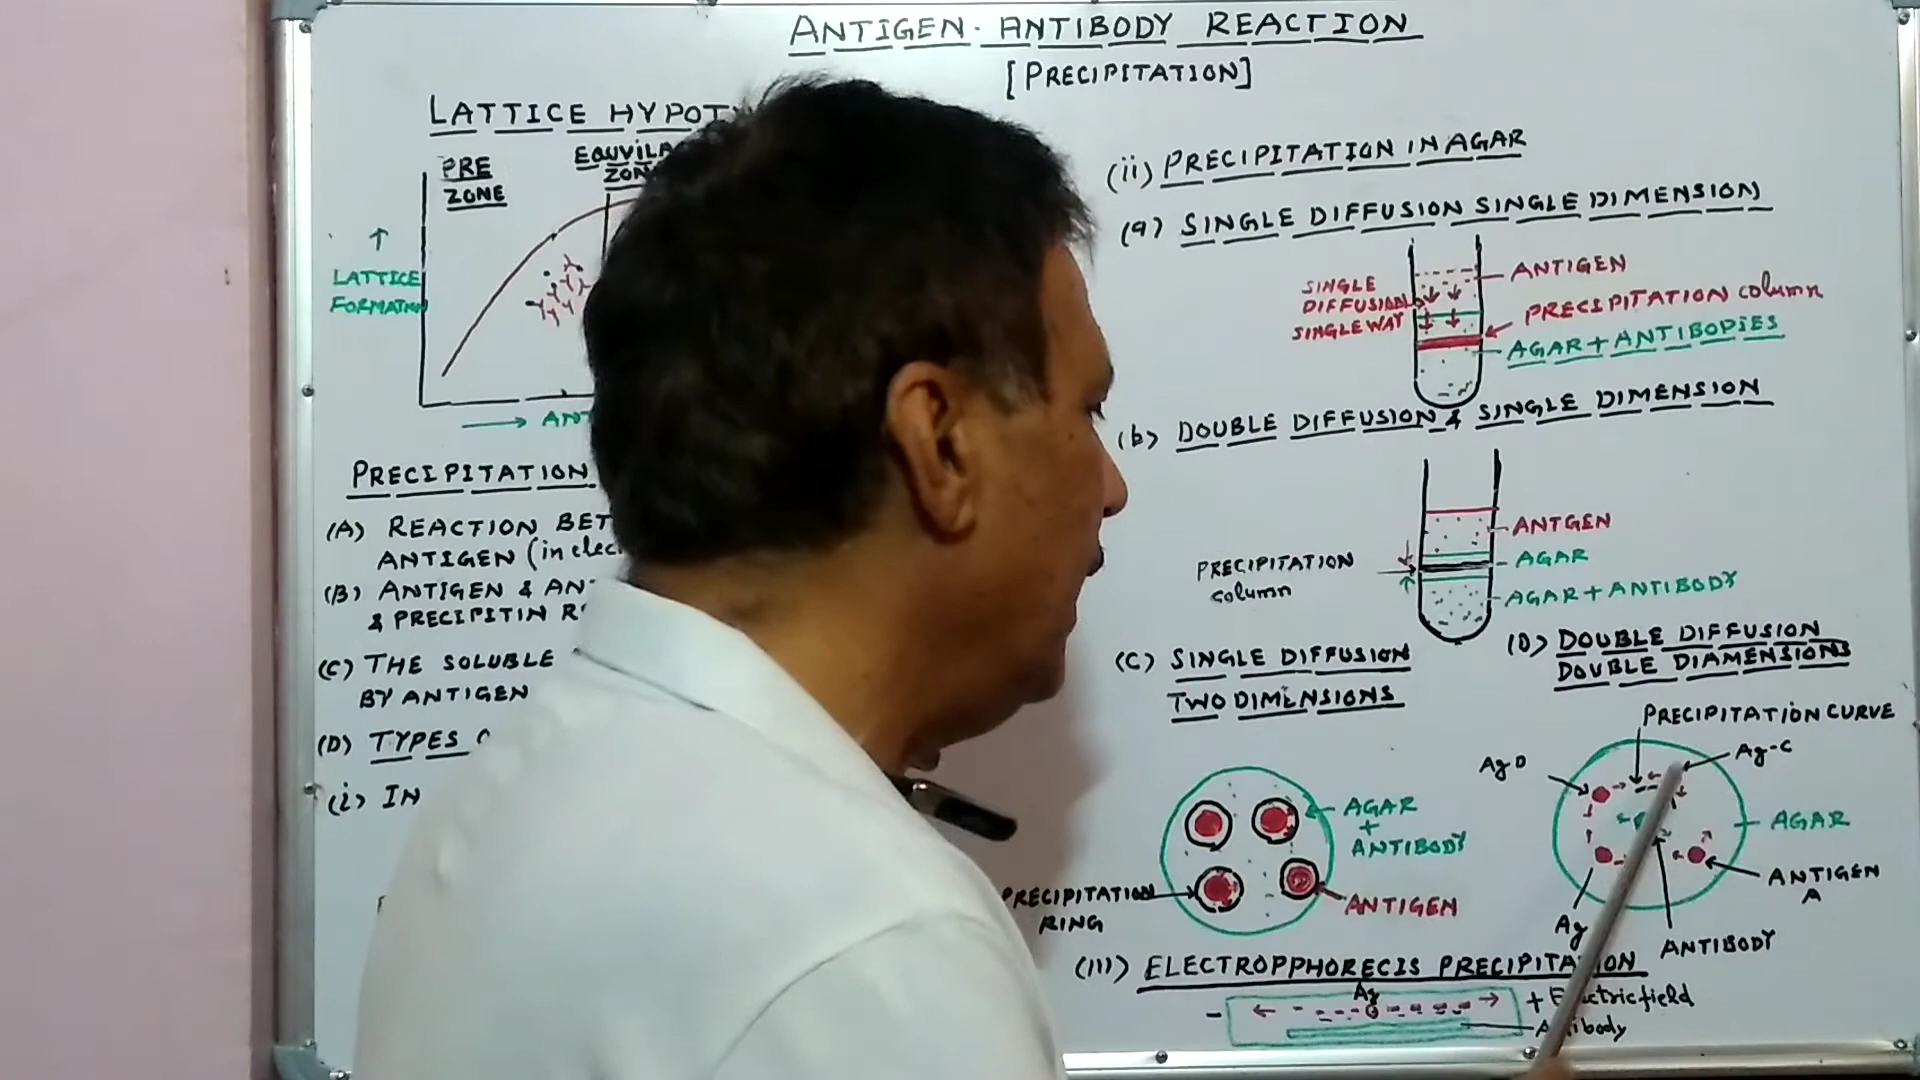 ANTIGEN-ANTIBODY REACTION
[PRECIPITATION]
LATTICE HYPOT
PRE
ZONE
EQUVILA
ZON
↑
LATTICE
FORMATION
→ ANT
PRECIPITATION
(A) REACTION BET
ANTIGEN (in elec
(B) ANTIGEN & AN
& PRECIPITIN R
(C) THE SOLUBLE
BY ANTIGEN
(D) TYPES
(i) IN
(ii) PRECIPITATION IN AGAR
(a) SINGLE DIFFUSION SINGLE DIMENSION
SINGLE
DIFFUSION
SINGLE WAY
ANTIGEN
PRECIPITATION column
AGAR + ANTIBODIES
(b) DOUBLE DIFFUSION & SINGLE DIMENSION
PRECIPITATION
column
ANTGEN
AGAR
AGAR + ANTIBODY
(C) SINGLE DIFFUSION
TWO DIMENSIONS
AGAR
+
ANTIBODY
PRECIPITATION
RING
ANTIGEN
(D) DOUBLE DIFFUSION
DOUBLE DIAMENSIONS
PRECIPITATION CURVE
Ag D
Ag-C
AGAR
ANTIGEN
A
Ag
ANTIBODY
(III) ELECTROPPHORECIS PRECIPITATION
Ag
-
+ Electric field
Antibody